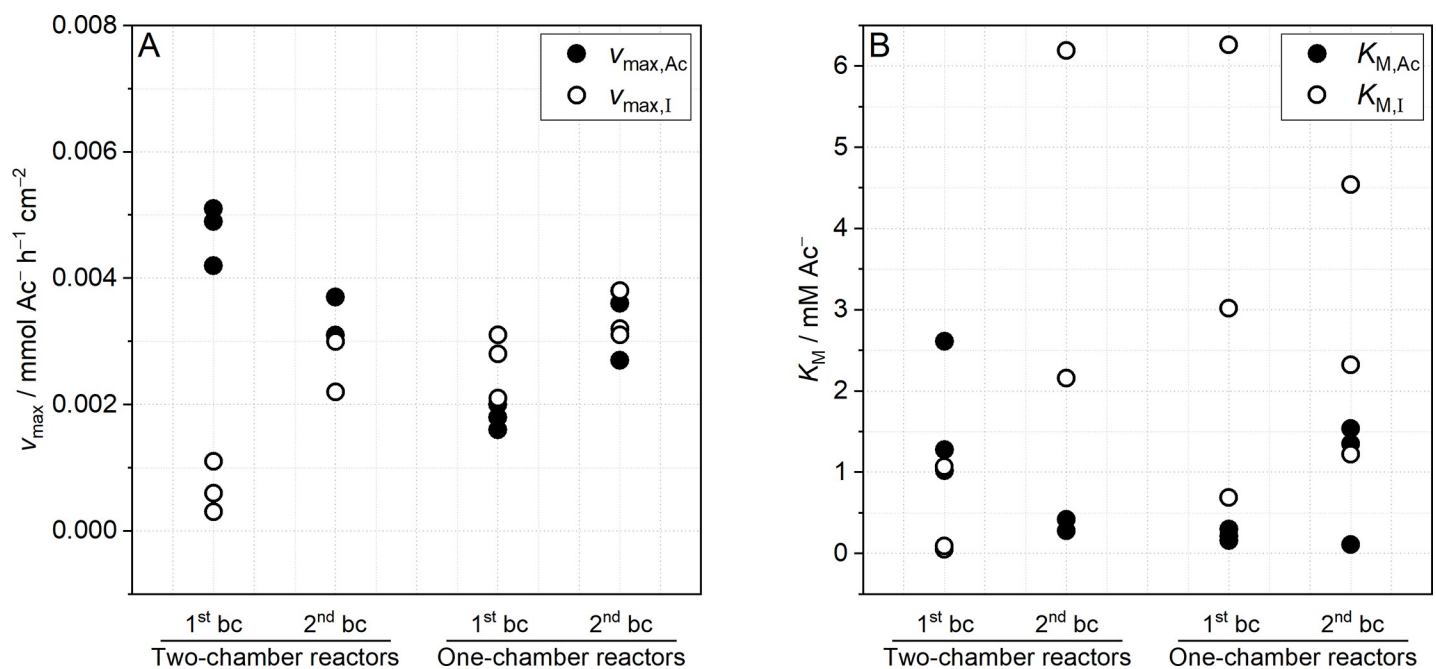 A
v_max,Ac
v_max,I
0.008
0.006
0.004
0.002
0.000
v_max / mmol Ac⁻ h⁻¹ cm⁻²
1ˢᵗ bc 2ⁿᵈ bc 1ˢᵗ bc 2ⁿᵈ bc
Two-chamber reactors One-chamber reactors
B
K_M,Ac
K_M,I
6
5
4
3
2
1
0
K_M / mM Ac⁻
1ˢᵗ bc 2ⁿᵈ bc 1ˢᵗ bc 2ⁿᵈ bc
Two-chamber reactors One-chamber reactors